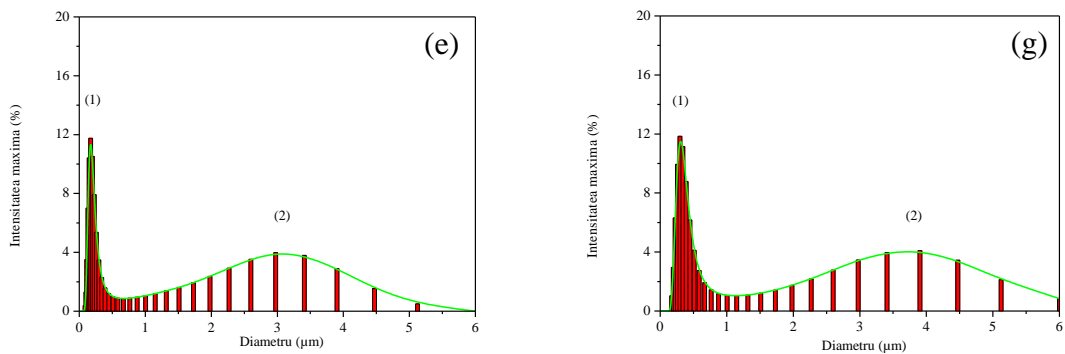 (e)
20
16
12
8
4
0
(1)
(2)
Intensitatea maxima (%)
0 1 2 3 4 5 6
Diametru (µm)
(g)
20
16
12
8
4
0
(1)
(2)
Intensitatea maxima (%)
0 1 2 3 4 5 6
Diametru (µm)